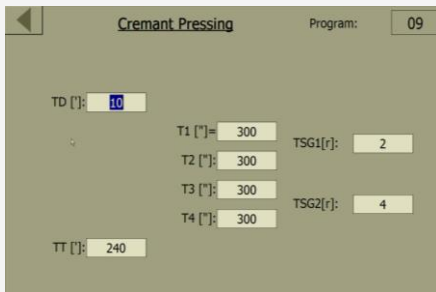 Cremant Pressing Program: 09
TD [']: 10
T1 ["]= 300
TSG1[r]: 2
T2 ["]: 300
T3 ["]: 300
TSG2[r]: 4
T4 ["]: 300
TT [']: 240